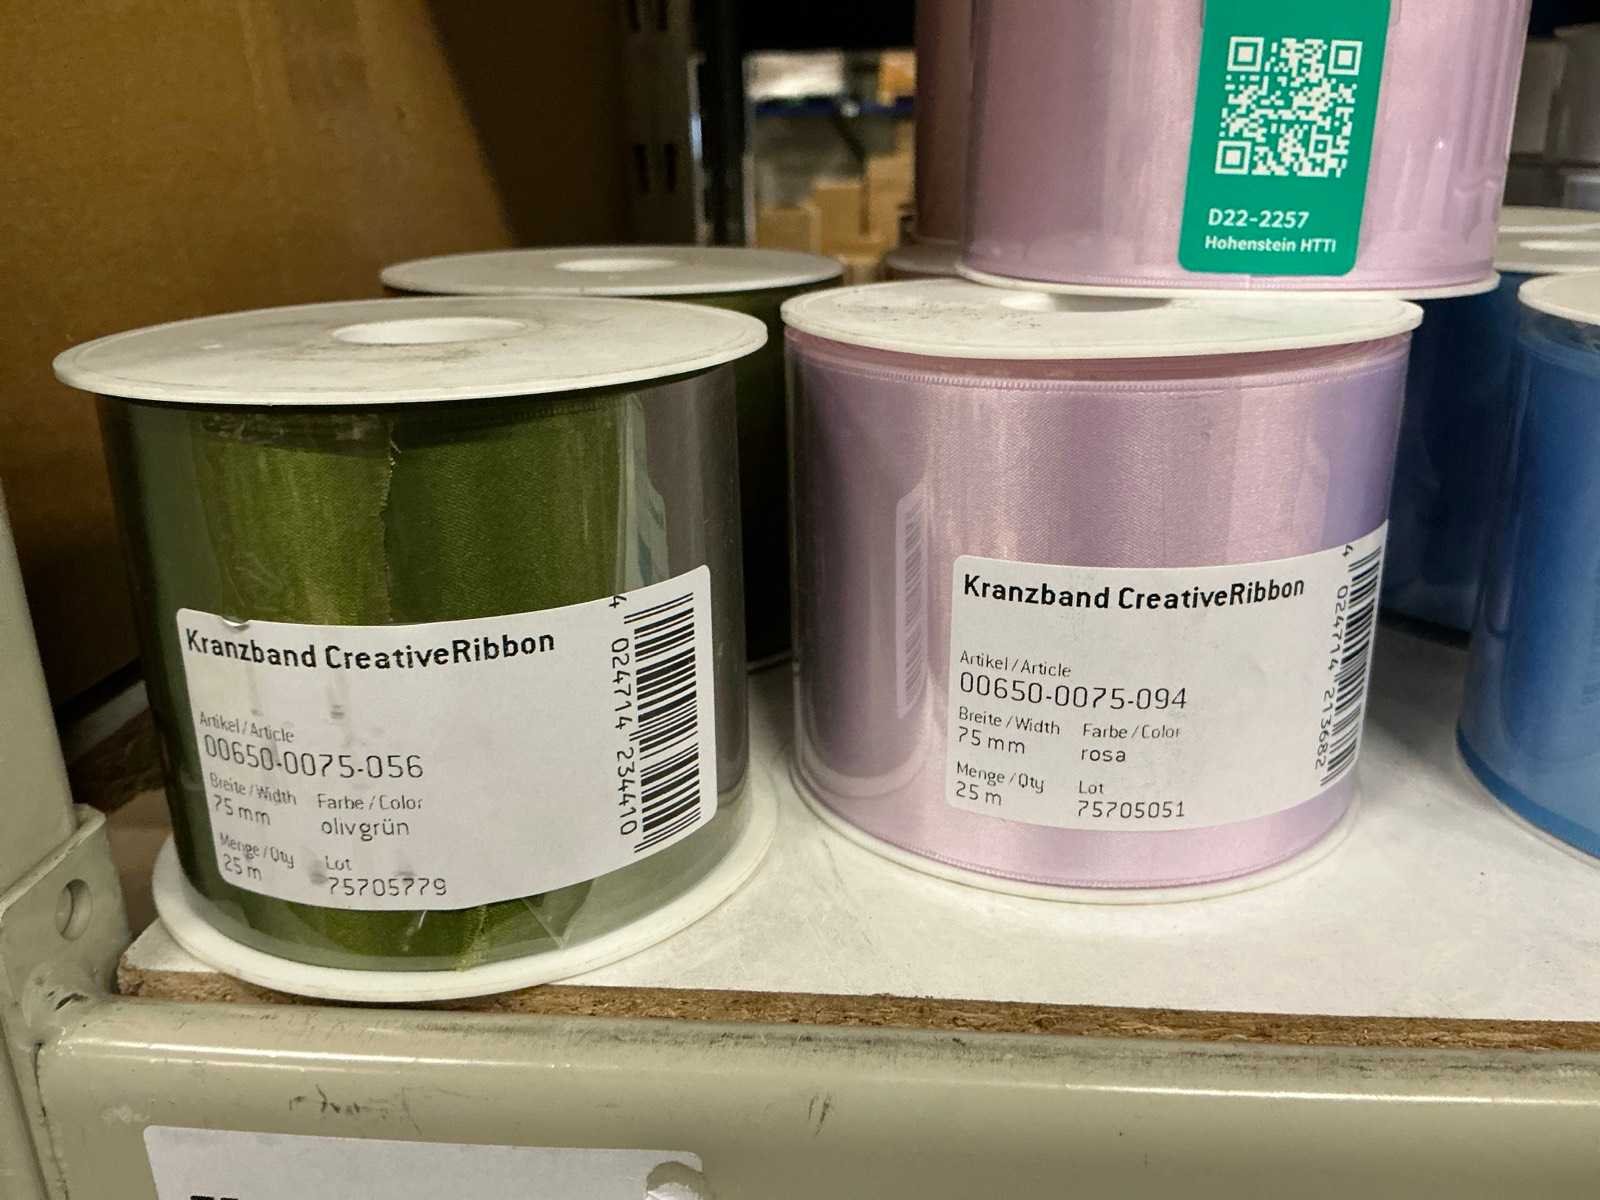 D22-2257
Hohenstein HTTI
Kranzband CreativeRibbon
Artikel / Article
00650-0075-056
Breite / Width
75 mm
Farbe / Color
olivgrün
Menge / Qty
25 m
Lot
75705779
4 024714 234410
Kranzband CreativeRibbon
Artikel / Article
00650-0075-094
Breite / Width
75 mm
Farbe / Color
rosa
Menge / Qty
25 m
Lot
75705051
4 024714 213682